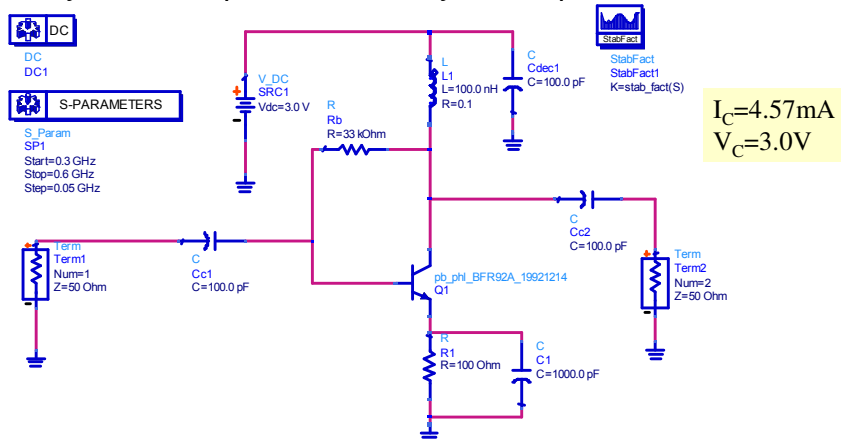 DC
DC
DC1
S-PARAMETERS
S_Param
SP1
Start=0.3 GHz
Stop=0.6 GHz
Step=0.05 GHz
+
-
V_DC
SRC1
Vdc=3.0 V
R
Rb
R=33 kOhm
L
L1
L=100.0 nH
R=0.1
C
Cdec1
C=100.0 pF
StabFact
StabFact
StabFact1
K=stab_fact(S)
IC=4.57mA
VC=3.0V
+
-
Term
Term1
Num=1
Z=50 Ohm
C
Cc1
C=100.0 pF
pb_phl_BFR92A_19921214
Q1
C
Cc2
C=100.0 pF
+
-
Term
Term2
Num=2
Z=50 Ohm
R
R1
R=100 Ohm
C
C1
C=1000.0 pF